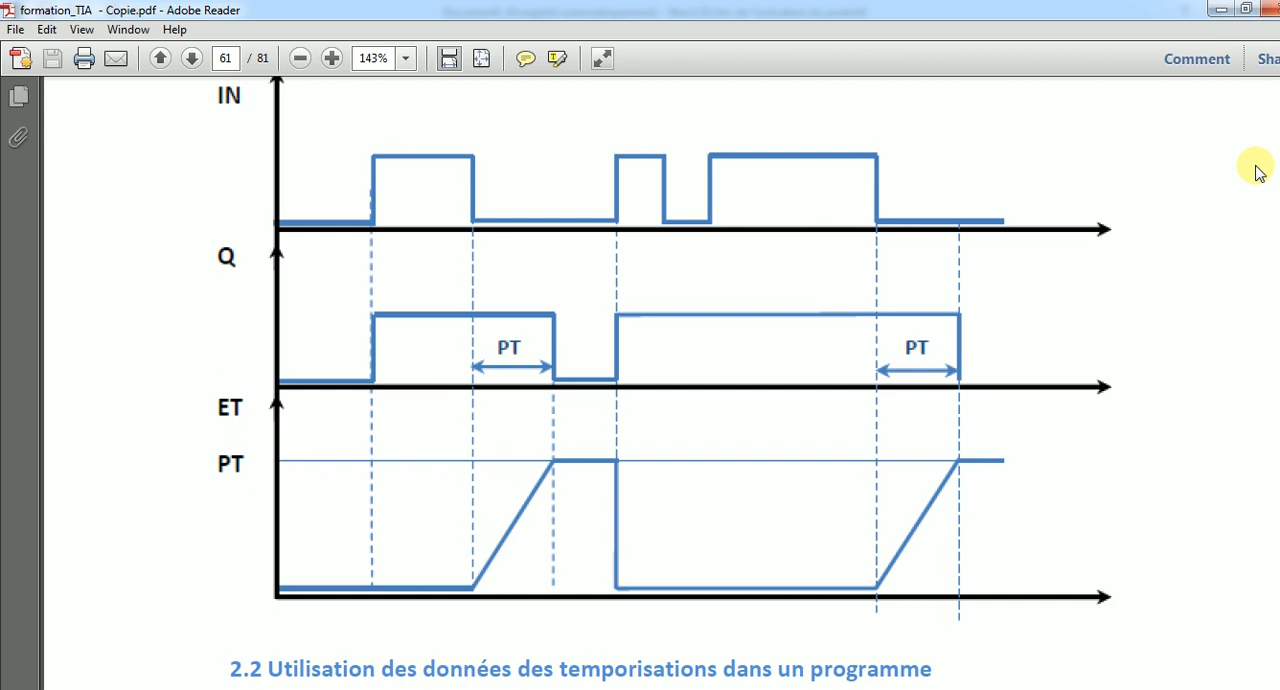 formation_TIA - Copie.pdf - Adobe Reader
File Edit View Window Help
61 / 81 143% Comment Sha
IN
Q
PT PT
ET
PT
2.2 Utilisation des données des temporisations dans un programme